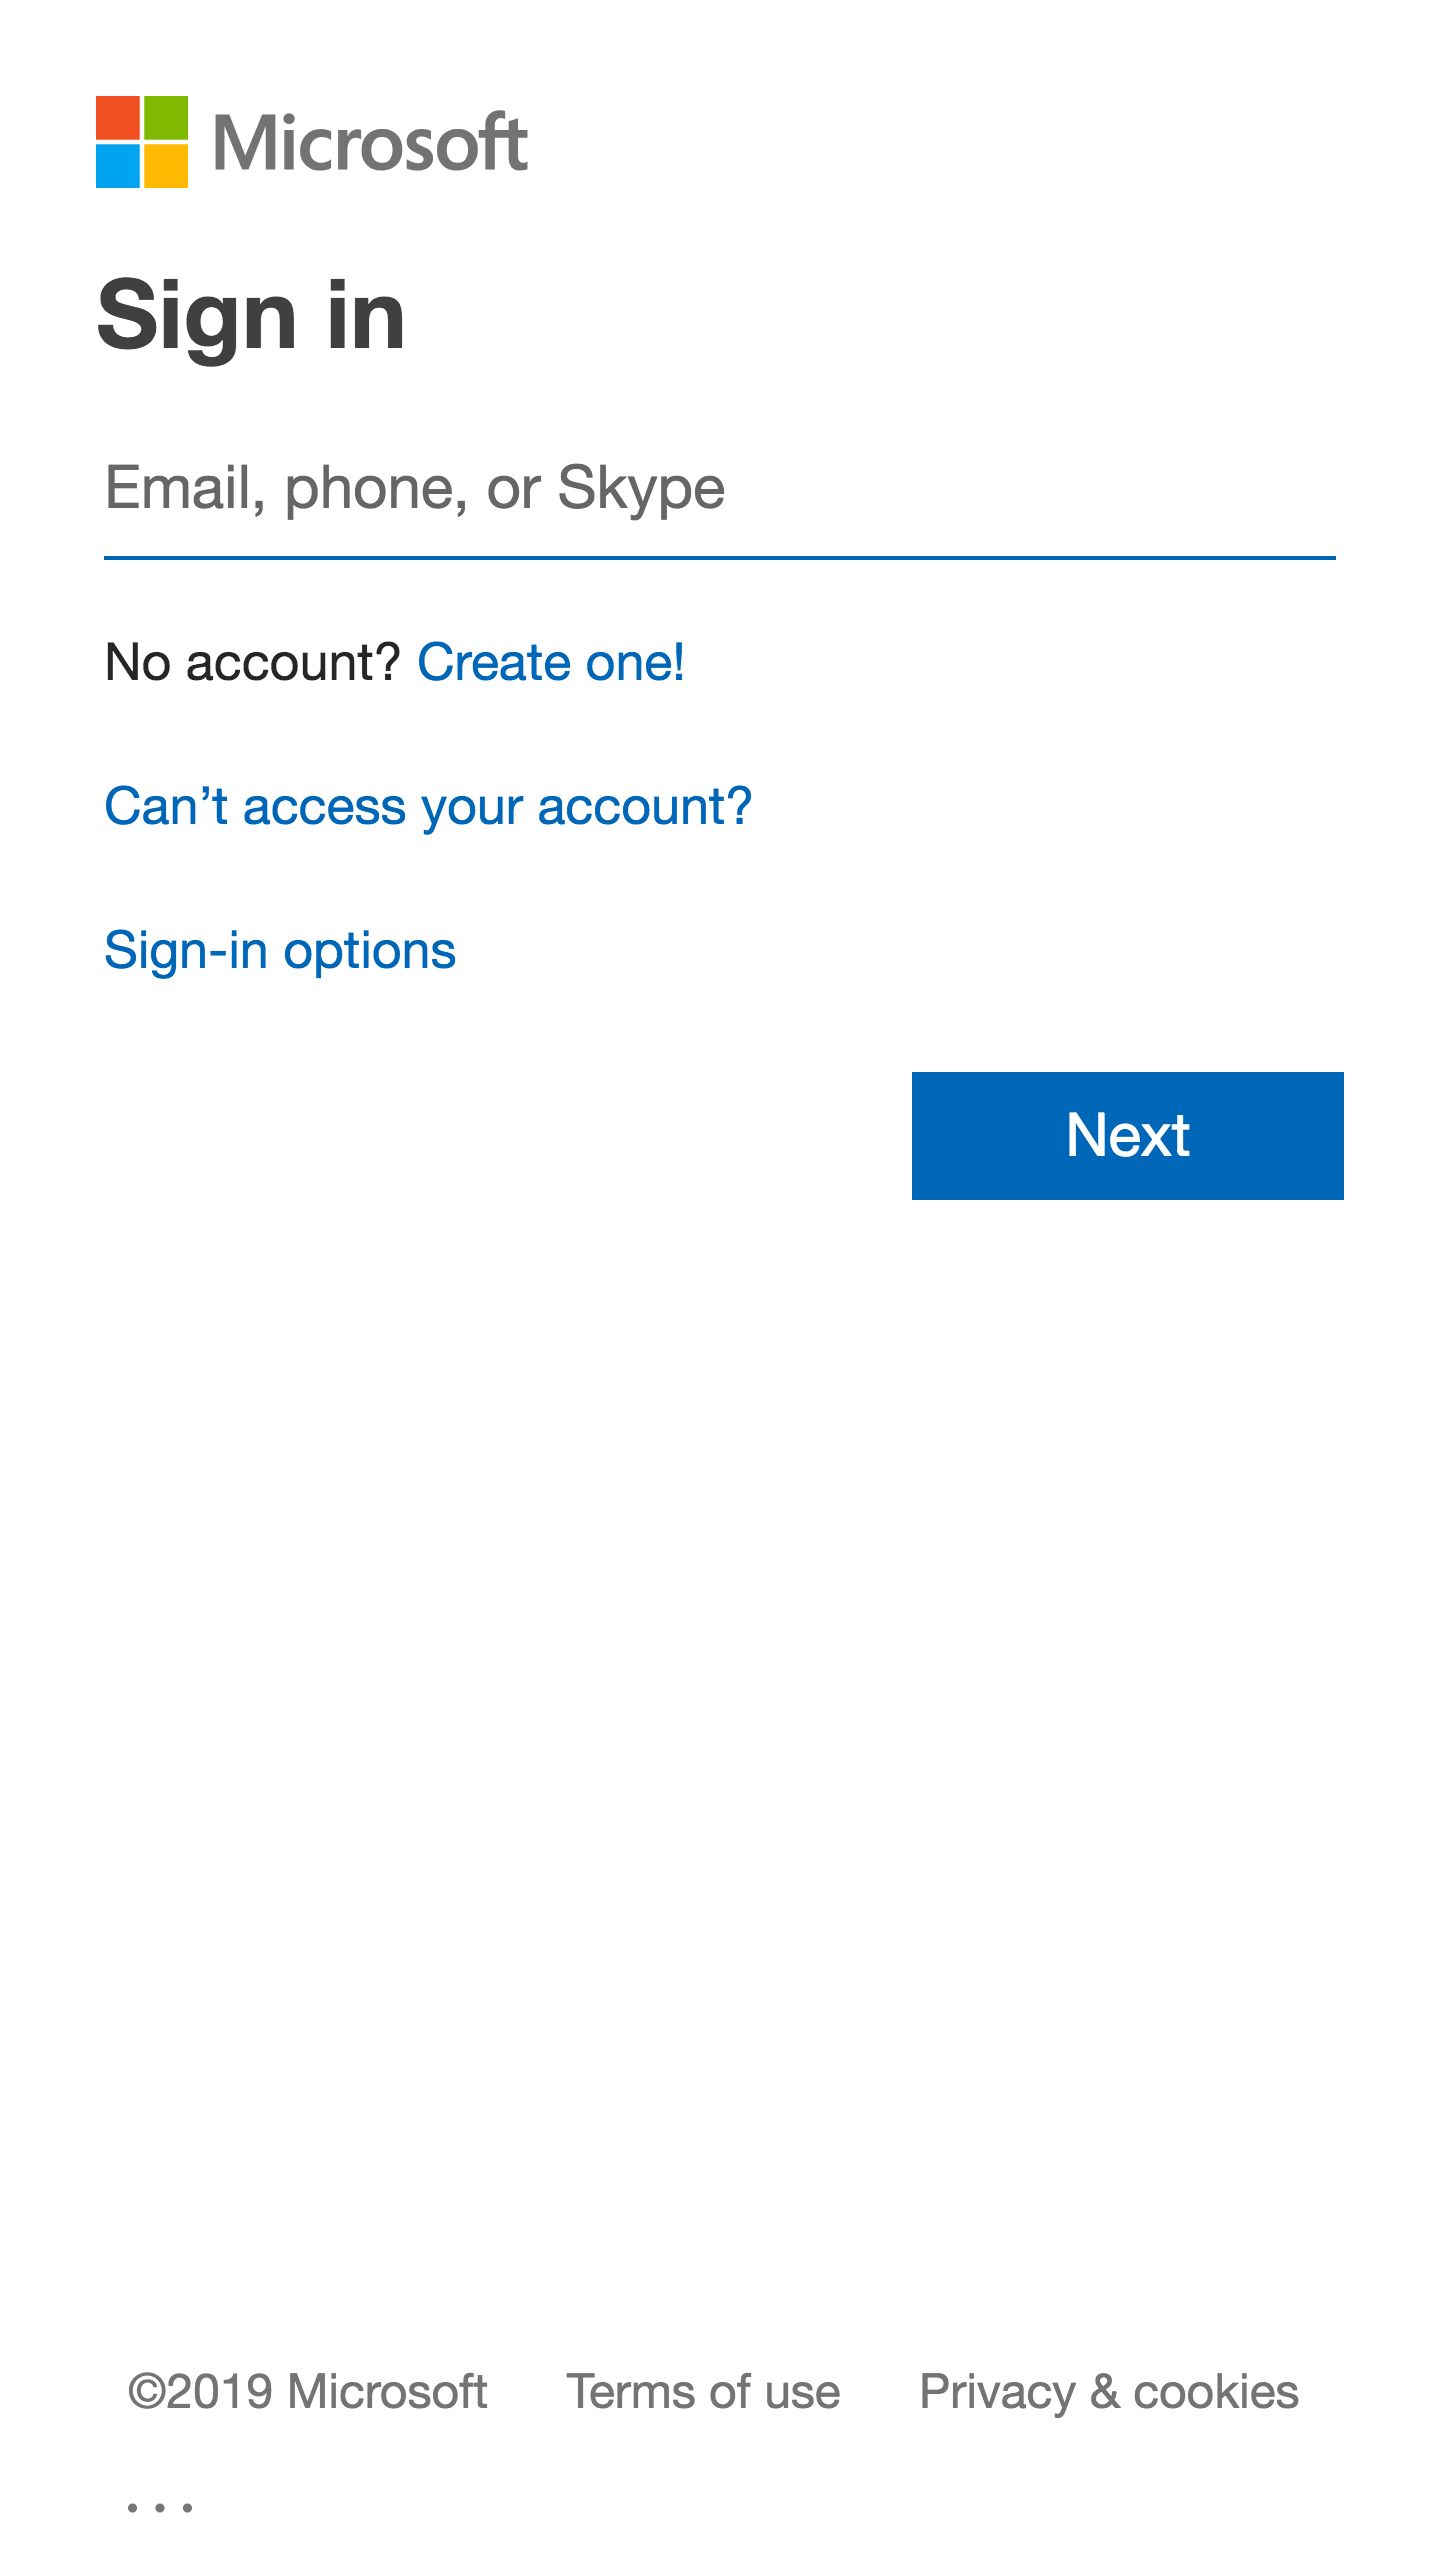 Microsoft
Sign in
Email, phone, or Skype
No account? Create one!
Can’t access your account?
Sign-in options
Next
©2019 Microsoft Terms of use Privacy & cookies
...